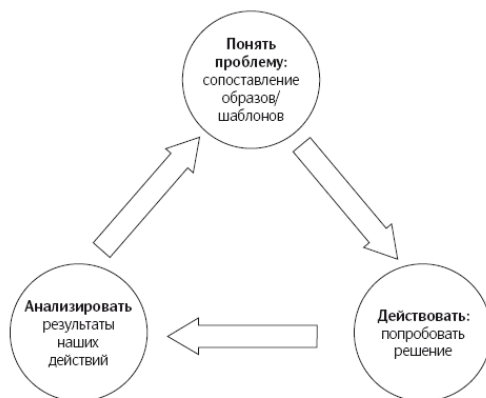 Понять
проблему:
сопоставление
образов/
шаблонов
Действовать:
попробовать
решение
Анализировать
результаты
наших
действий